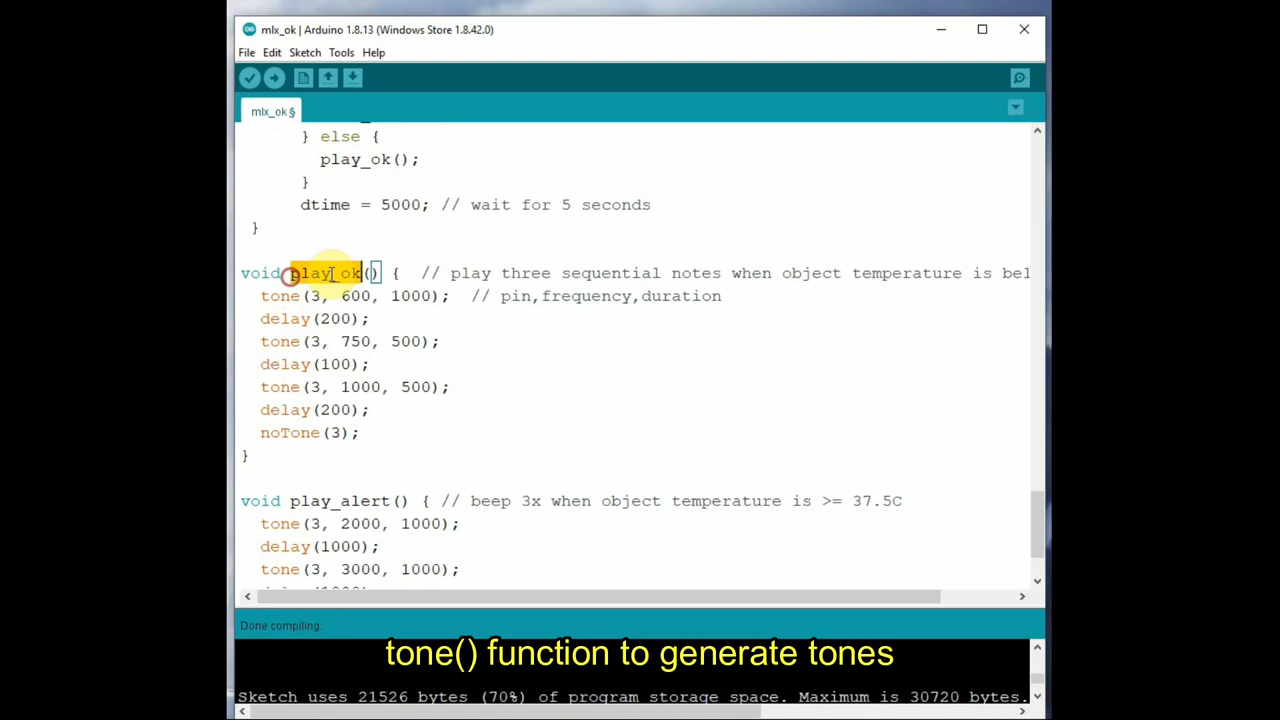 mlx_ok | Arduino 1.8.13 (Windows Store 1.8.42.0)
File Edit Sketch Tools Help
mlx_ok §
} else {
play_ok();
}
dtime = 5000; // wait for 5 seconds
}
void play_ok() { // play three sequential notes when object temperature is bel
tone(3, 600, 1000); // pin,frequency,duration
delay(200);
tone(3, 750, 500);
delay(100);
tone(3, 1000, 500);
delay(200);
noTone(3);
}
void play_alert() { // beep 3x when object temperature is >= 37.5C
tone(3, 2000, 1000);
delay(1000);
tone(3, 3000, 1000);
Done compiling.
tone() function to generate tones
Sketch uses 21526 bytes (70%) of program storage space. Maximum is 30720 bytes.